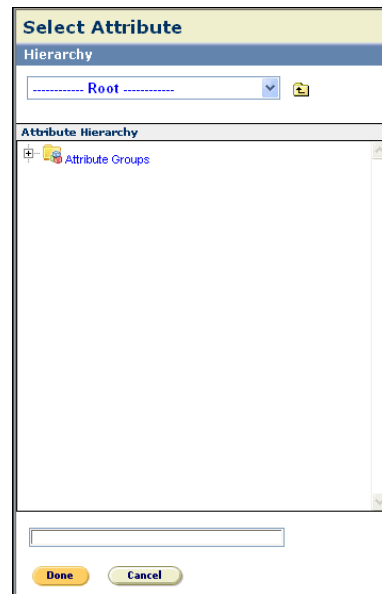 Select Attribute
Hierarchy
------------ Root ------------
Attribute Hierarchy
Attribute Groups
Done
Cancel